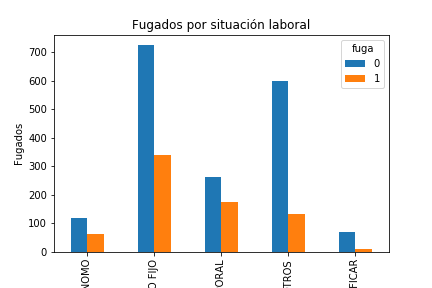 Fugados por situación laboral
fuga
0
1
Fugados
700
600
500
400
300
200
100
0
NOMO
O FIJO
ORAL
TROS
FICAR